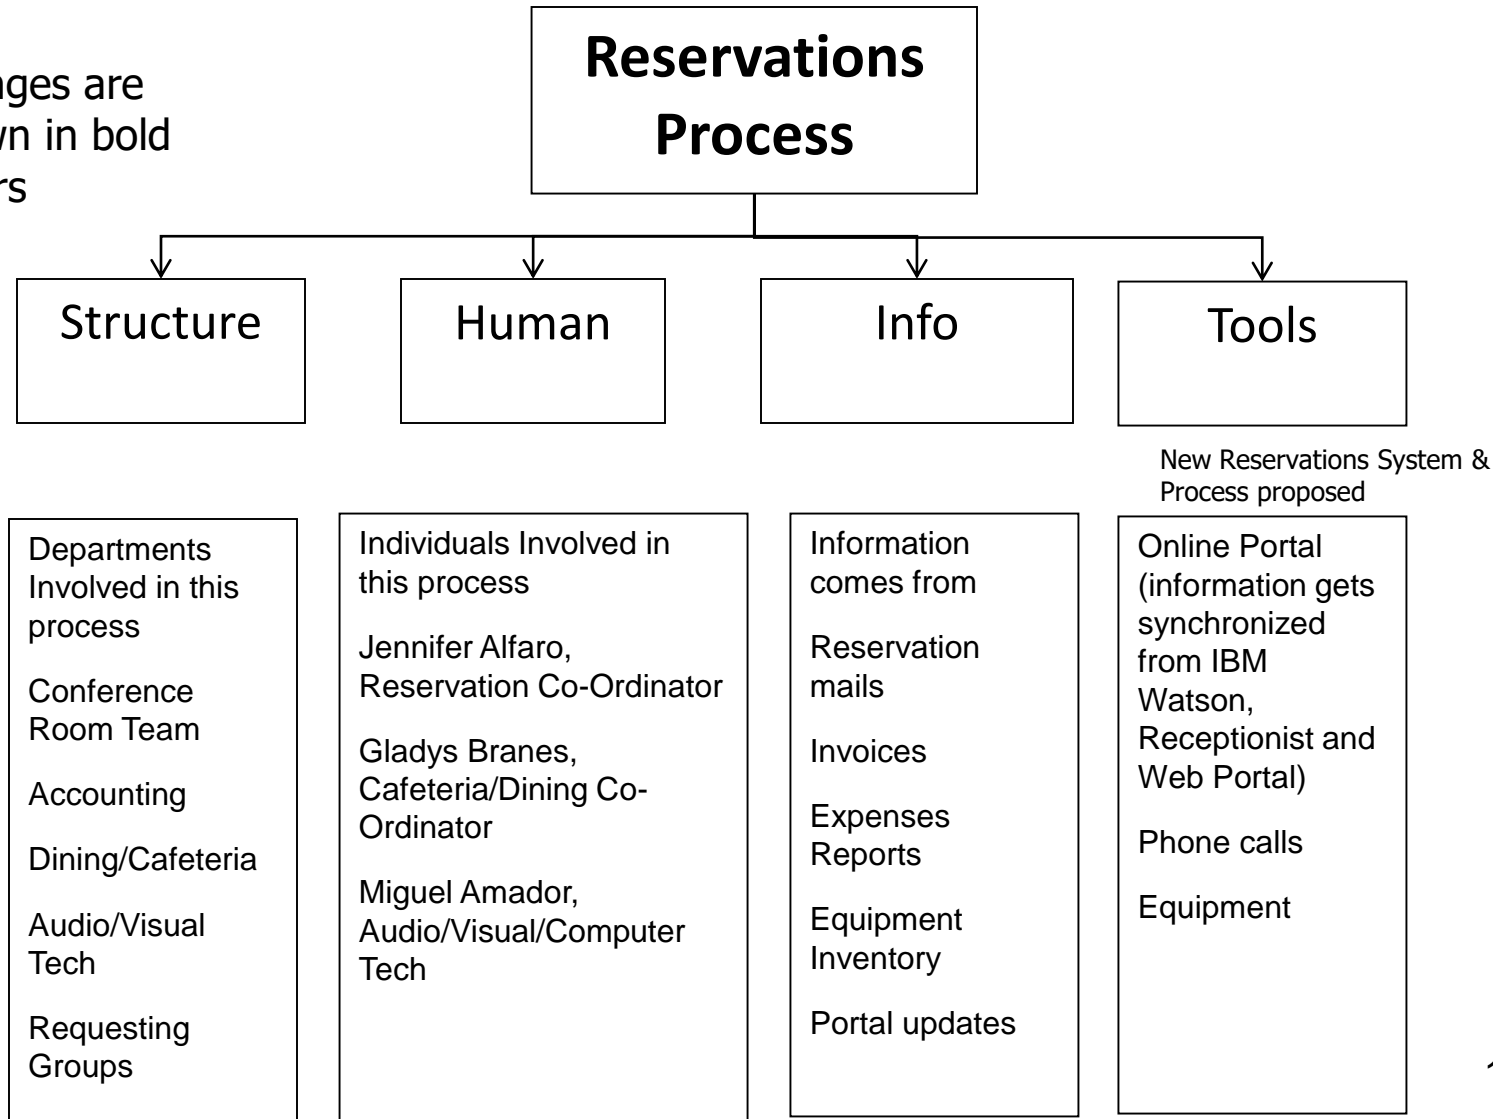 ages are
wn in bold
rs
Reservations
Process
Structure
Human
Info
Tools
New Reservations System &
Process proposed
Departments
Involved in this
process
Conference
Room Team
Accounting
Dining/Cafeteria
Audio/Visual
Tech
Requesting
Groups
Individuals Involved in
this process
Jennifer Alfaro,
Reservation Co-Ordinator
Gladys Branes,
Cafeteria/Dining Co-
Ordinator
Miguel Amador,
Audio/Visual/Computer
Tech
Information
comes from
Reservation
mails
Invoices
Expenses
Reports
Equipment
Inventory
Portal updates
Online Portal
(information gets
synchronized
from IBM
Watson,
Receptionist and
Web Portal)
Phone calls
Equipment